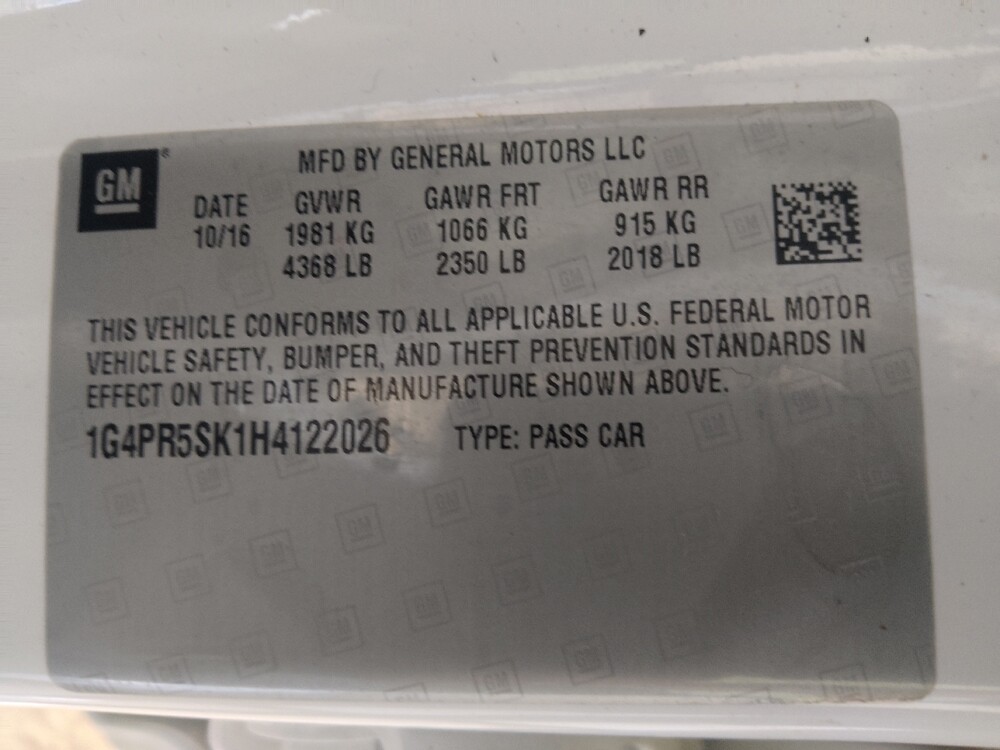 GM
MFD BY GENERAL MOTORS LLC
DATE GVWR GAWR FRT GAWR RR
10/16 1981 KG 1066 KG 915 KG
4368 LB 2350 LB 2018 LB
THIS VEHICLE CONFORMS TO ALL APPLICABLE U.S. FEDERAL MOTOR
VEHICLE SAFETY, BUMPER, AND THEFT PREVENTION STANDARDS IN
EFFECT ON THE DATE OF MANUFACTURE SHOWN ABOVE.
1G4PR5SK1H4122026 TYPE: PASS CAR